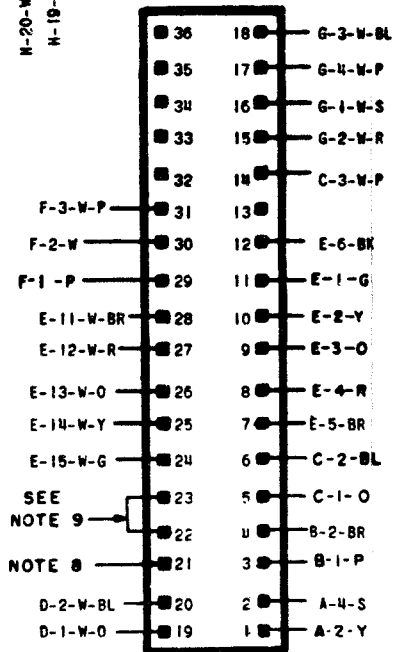 H-20-W
H-19-
36 18 G-3-W-BL
35 17 G-4-W-P
34 16 G-1-W-S
33 15 G-2-W-R
32 14 C-3-W-P
F-3-W-P 31 13
F-2-W 30 12 E-6-BK
F-1-P 29 11 E-1-G
E-11-W-BR 28 10 E-2-Y
E-12-W-R 27 9 E-3-O
E-13-W-O 26 8 E-4-R
E-14-W-Y 25 7 E-5-BR
E-15-W-G 24 6 C-2-BL
SEE 23 5 C-1-O
NOTE 9 22 4 B-2-BR
NOTE 8 21 3 B-1-P
D-2-W-BL 20 2 A-4-S
D-1-W-O 19 1 A-2-Y